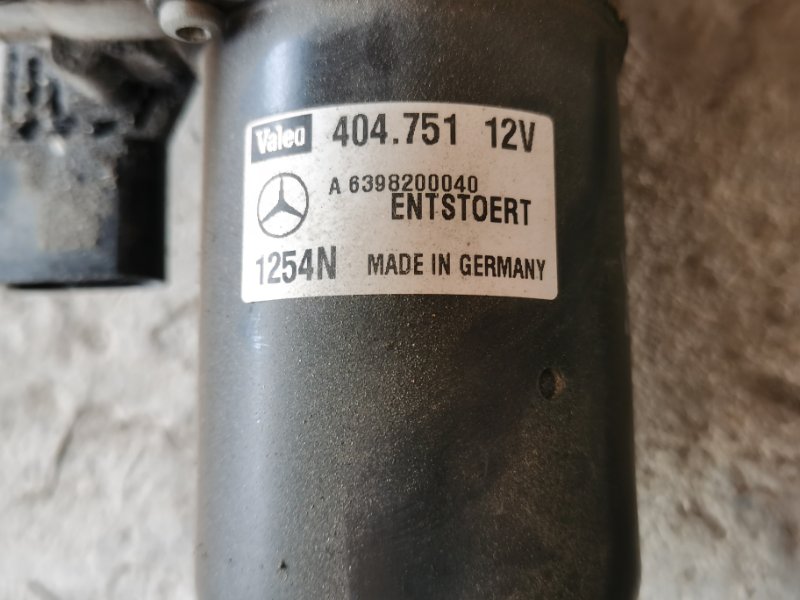 Valeo 404.751 12V
A 6398200040
ENTSTOERT
1254N MADE IN GERMANY